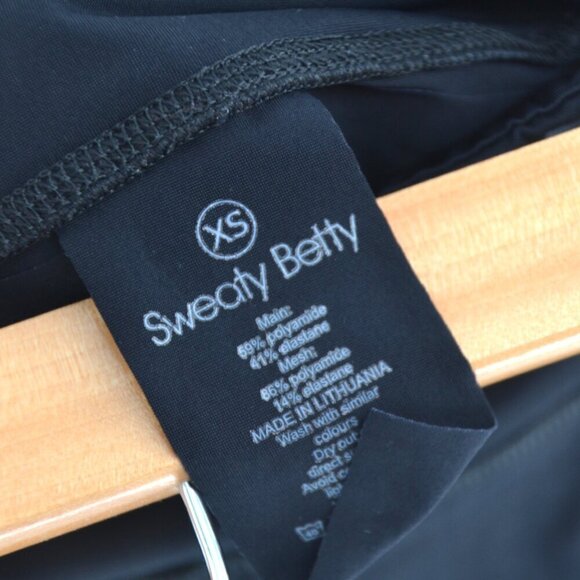 XS
Sweaty Betty
Main:
59% polyamide
41% elastane
Mesh:
86% polyamide
14% elastane
MADE IN LITHUANIA
Wash with similar
colours
Dry out
direct
Avoid